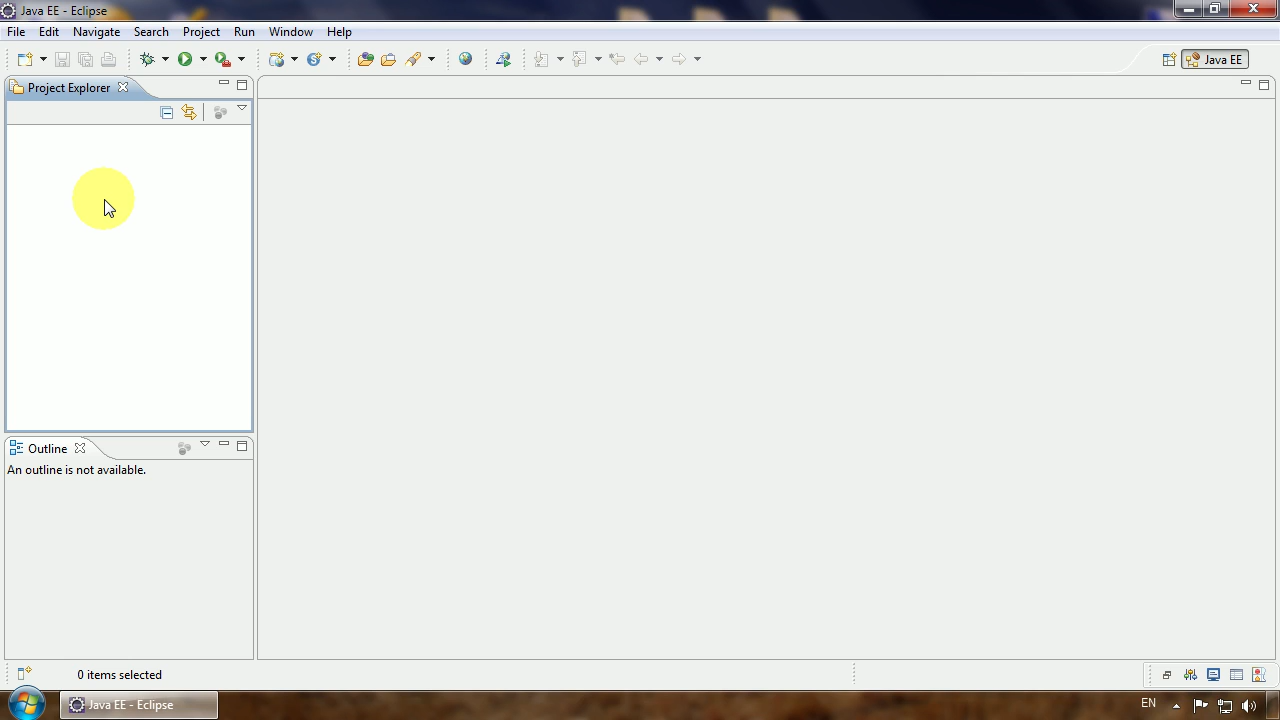 Java EE - Eclipse
File Edit Navigate Search Project Run Window Help
Java EE
Project Explorer
Outline
An outline is not available.
0 items selected
Java EE - Eclipse
EN